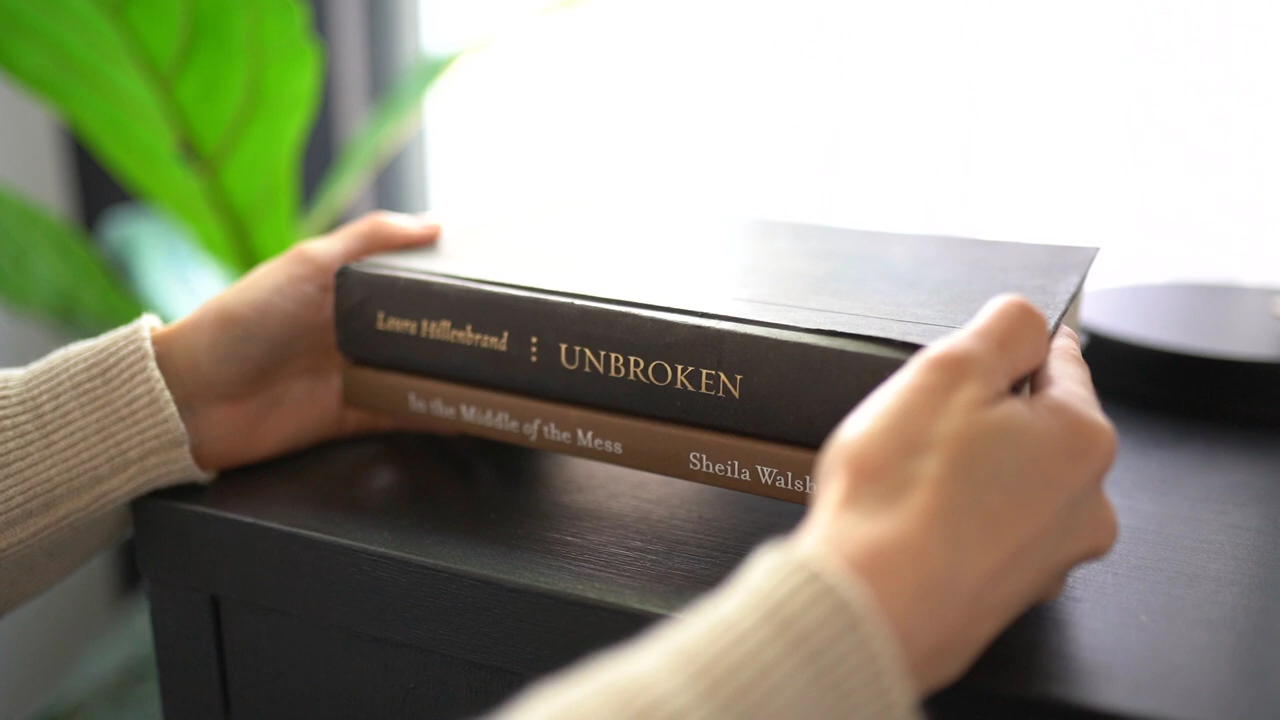 Laura Hillenbrand UNBROKEN
In the Middle of the Mess Sheila Walsh